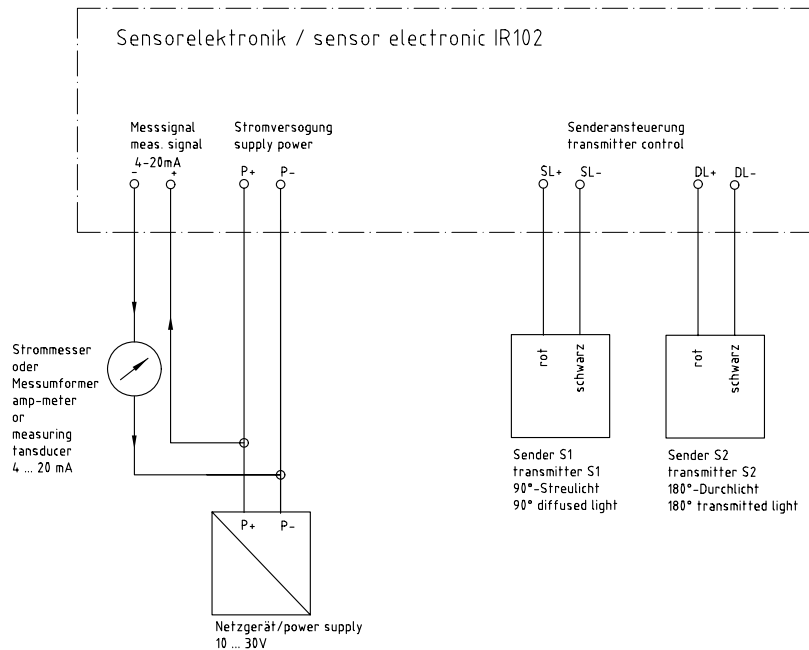 Sensorelektronik / sensor electronic IR102
Messsignal
meas. signal
4-20mA
- +
Stromversogung
supply power
P+ P-
Senderansteuerung
transmitter control
SL+ SL- DL+ DL-
Strommesser
oder
Messumformer
amp-meter
or
measuring
tansducer
4 ... 20 mA
rot
schwarz
rot
schwarz
Sender S1
transmitter S1
90°-Streulicht
90° diffused light
Sender S2
transmitter S2
180°-Durchlicht
180° transmitted light
P+ P-
Netzgerät/power supply
10 ... 30V